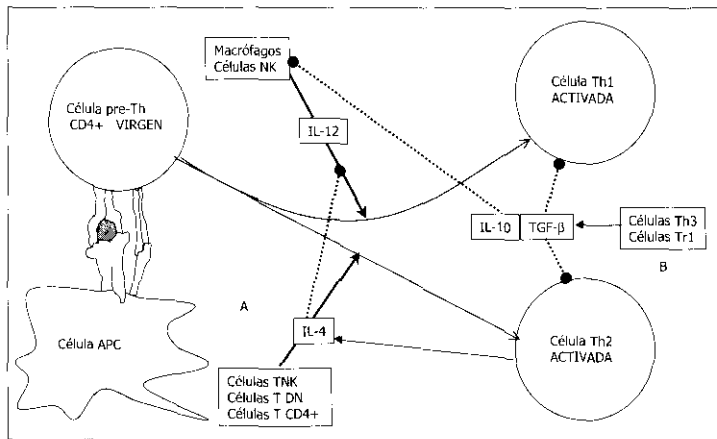 Macrófagos
Células NK
Célula Th1
ACTIVADA
Célula pre-Th
CD4+ VIRGEN
IL-12
IL-10
TGF-β
Células Th3
Células Tr1
B
A
IL-4
Célula APC
Célula Th2
ACTIVADA
Células TNK
Células T DN
Células T CD4+